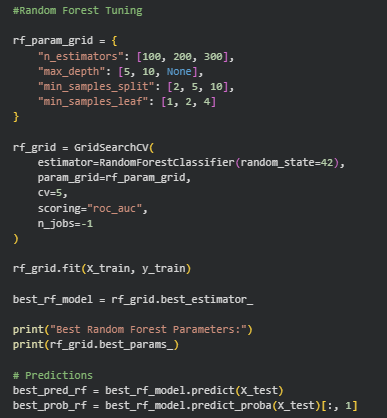 #Random Forest Tuning

rf_param_grid = {
    "n_estimators": [100, 200, 300],
    "max_depth": [5, 10, None],
    "min_samples_split": [2, 5, 10],
    "min_samples_leaf": [1, 2, 4]
}

rf_grid = GridSearchCV(
    estimator=RandomForestClassifier(random_state=42),
    param_grid=rf_param_grid,
    cv=5,
    scoring="roc_auc",
    n_jobs=-1
)

rf_grid.fit(X_train, y_train)

best_rf_model = rf_grid.best_estimator_

print("Best Random Forest Parameters:")
print(rf_grid.best_params_)

# Predictions
best_pred_rf = best_rf_model.predict(X_test)
best_prob_rf = best_rf_model.predict_proba(X_test)[:, 1]